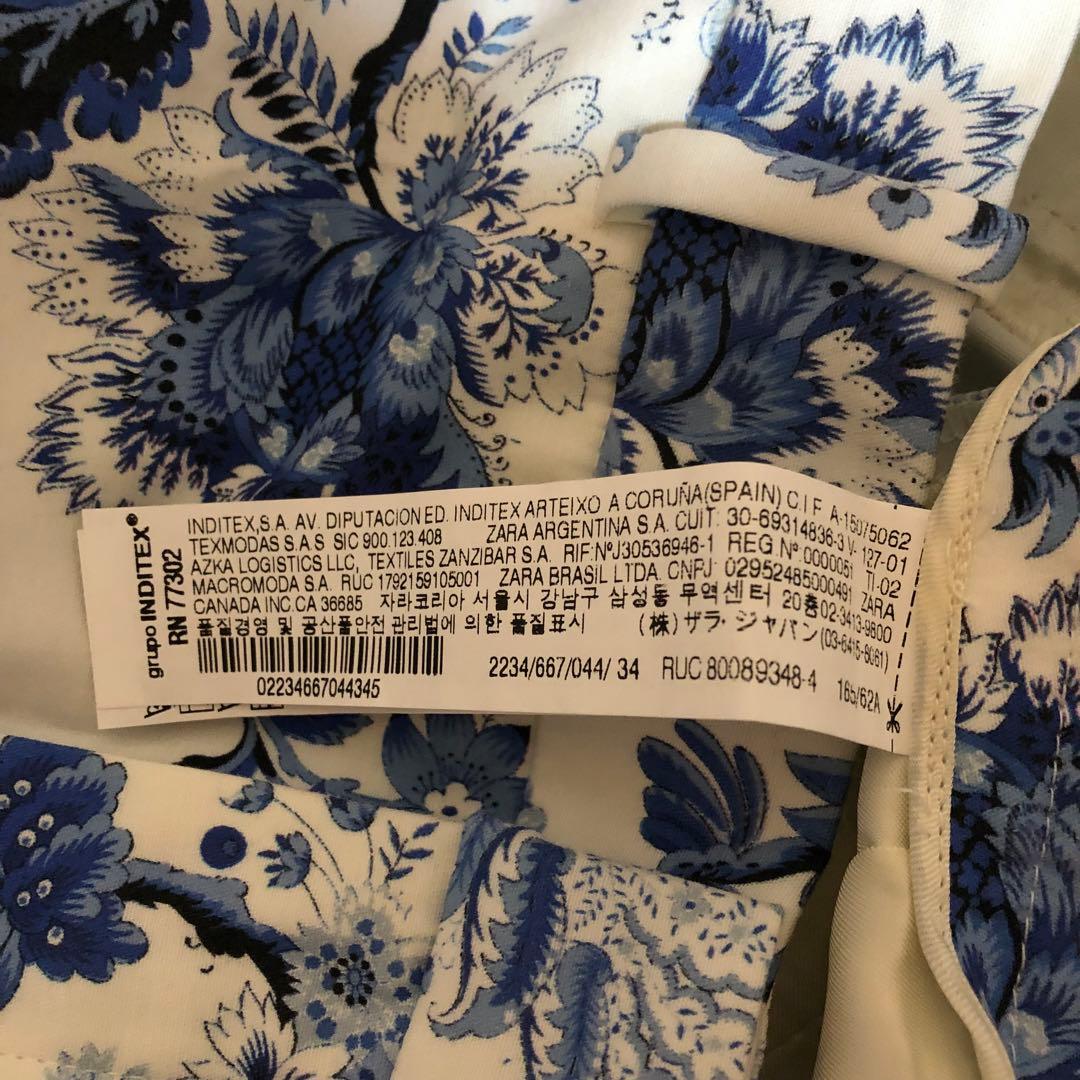 grupo INDITEX®
RN 77302
INDITEX,S.A. AV. DIPUTACION ED. INDITEX ARTEIXO A CORUÑA(SPAIN) C.I.F A-15075062
TEXMODAS S.A.S SIC 900.123.408 ZARA ARGENTINA S.A. CUIT: 30-69314836-3 V-127-01
AZKA LOGISTICS LLC, TEXTILES ZANZIBAR S.A. RIF:NºJ30536946-1 REG.Nº.0000051 TI-02
MACROMODA S.A. RUC 1792159105001 ZARA BRASIL LTDA. CNPJ: 02952485000491 ZARA
CANADA INC.CA 36685 자라코리아 서울시 강남구 삼성동 무역센터 20층 02-3413-9800
품질경영 및 공산품안전 관리법에 의한 품질표시 (株)ザラ・ジャパン(03-6415-8061)
02234667044345
2234/667/044/ 34 RUC 80089348-4 165/62A